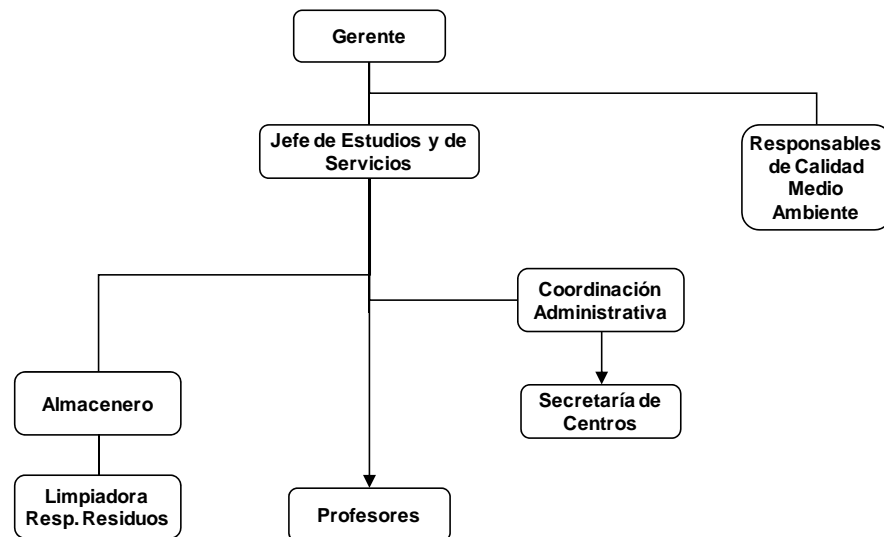 Gerente
Jefe de Estudios y de
Servicios
Responsables
de Calidad
Medio
Ambiente
Coordinación
Administrativa
Almacenero
Secretaría de
Centros
Limpiadora
Resp. Residuos
Profesores